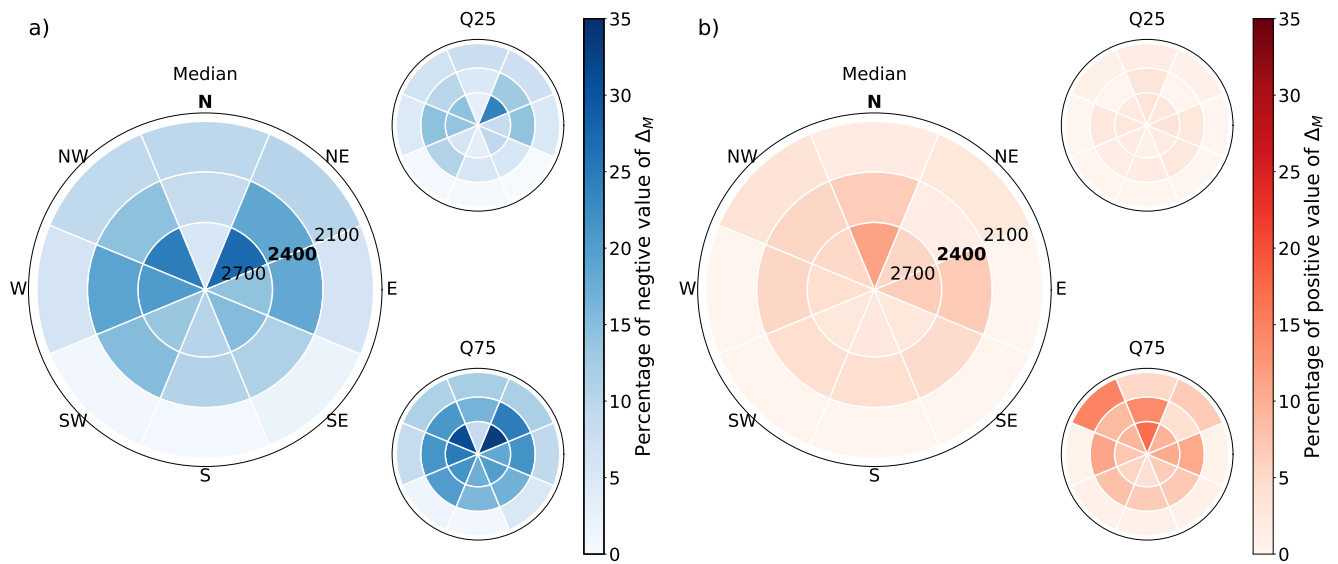 a)
Median
N
NW
NE
W
E
SW
SE
S
2100
2400
2700
Q25
Q75
35
30
25
20
15
10
5
0
Percentage of negtive value of Δ_M
b)
Median
N
NW
NE
W
E
SW
SE
S
2100
2400
2700
Q25
Q75
35
30
25
20
15
10
5
0
Percentage of positive value of Δ_M